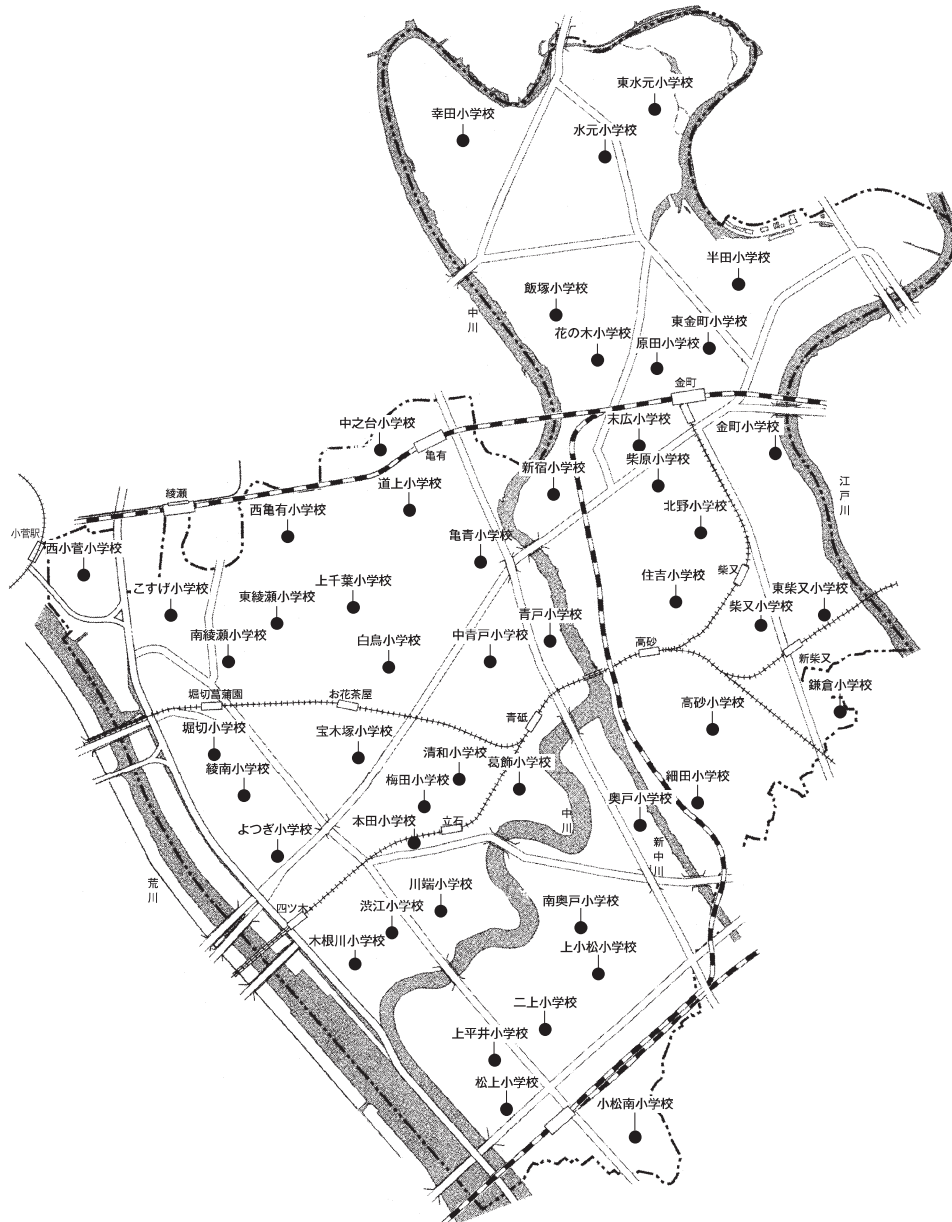 東水元小学校
幸田小学校
水元小学校
半田小学校
飯塚小学校
中川
東金町小学校
花の木小学校
原田小学校
金町
中之台小学校
末広小学校
金町小学校
亀有
柴原小学校
新宿小学校
道上小学校
綾瀬
江戸川
西亀有小学校
北野小学校
小菅駅
亀青小学校
西小菅小学校
柴又
住吉小学校
上千葉小学校
こすげ小学校
東柴又小学校
東綾瀬小学校
柴又小学校
青戸小学校
南綾瀬小学校
中青戸小学校
白鳥小学校
高砂
新柴又
鎌倉小学校
堀切菖蒲園
お花茶屋
高砂小学校
青砥
堀切小学校
宝木塚小学校
清和小学校
葛飾小学校
綾南小学校
細田小学校
梅田小学校
奥戸小学校
中川
本田小学校
立石
よつぎ小学校
新中川
荒川
川端小学校
南奥戸小学校
四ツ木
渋江小学校
木根川小学校
上小松小学校
二上小学校
上平井小学校
松上小学校
小松南小学校